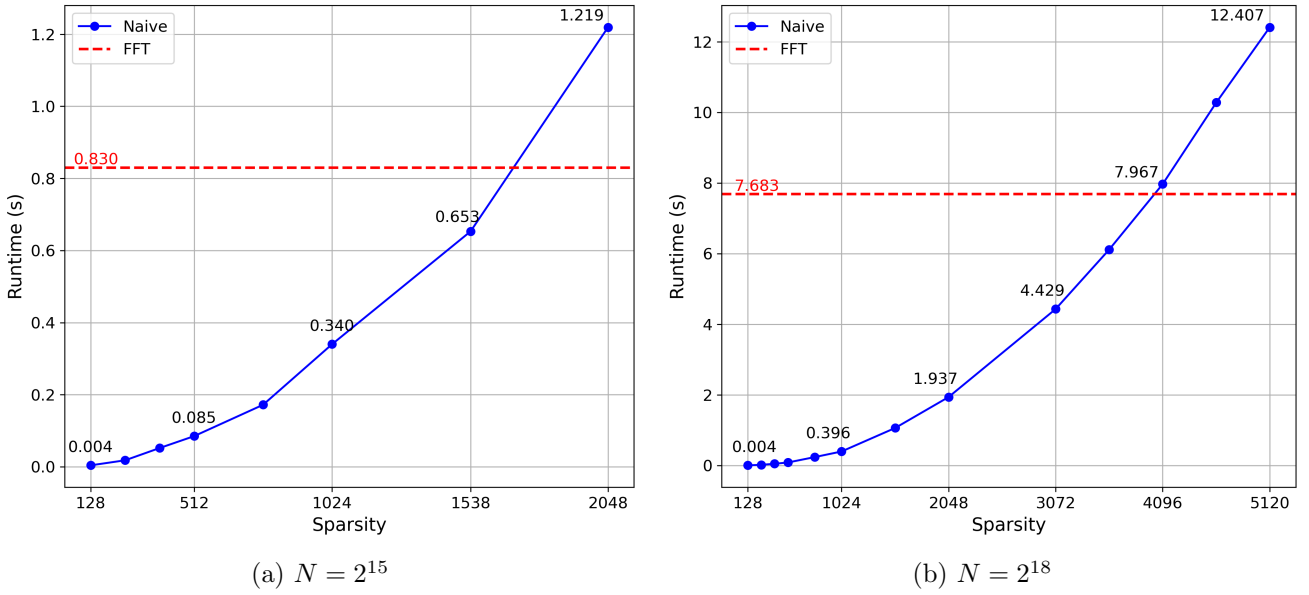 Naive
FFT
1.219
1.2
1.0
0.830
0.8
0.653
0.6
0.4
0.340
0.2
0.085
0.004
0.0
Runtime (s)
128 512 1024 1538 2048
Sparsity
(a) N = 2^15
Naive
FFT
12.407
12
10
8
7.967
7.683
6
4.429
4
2
1.937
0.396
0.004
0
Runtime (s)
128 1024 2048 3072 4096 5120
Sparsity
(b) N = 2^18